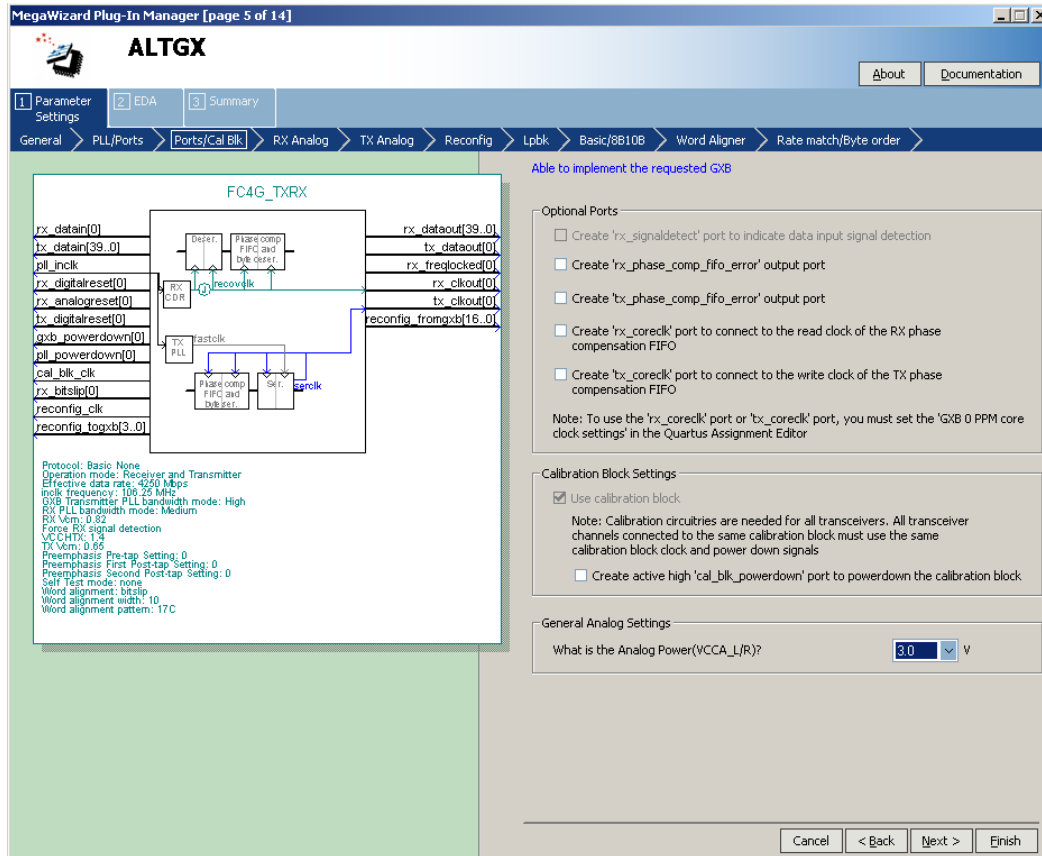 MegaWizard Plug-In Manager [page 5 of 14]
ALTGX
About
Documentation
1 Parameter Settings
2 EDA
3 Summary
General
PLL/Ports
Ports/Cal Blk
RX Analog
TX Analog
Reconfig
Lpbk
Basic/8B10B
Word Aligner
Rate match/Byte order
FC4G_TXRX
rx_datain[0]
tx_datain[39..0]
pll_inclk
rx_digitalreset[0]
rx_analogreset[0]
tx_digitalreset[0]
gxb_powerdown[0]
pll_powerdown[0]
cal_blk_clk
rx_bitslip[0]
reconfig_clk
reconfig_togxb[3..0]
rx_dataout[39..0]
tx_dataout[0]
rx_freqlocked[0]
rx_clkout[0]
tx_clkout[0]
reconfig_fromgxb[16..0]
Deser.
Phase comp
FIFO and
byte deser.
RX
CDR
recovclk
TX
PLL
fastclk
Phase comp
FIFO and
byte ser.
Ser.
serclk
Protocol: Basic None
Operation mode: Receiver and Transmitter
Effective data rate: 4250 Mbps
inclk frequency: 106.25 MHz
GXB Transmitter PLL bandwidth mode: High
RX PLL bandwidth mode: Medium
RX Vcm: 0.82
Force RX signal detection
VCCHTX: 1.4
TX Vcm: 0.65
Preemphasis Pre-tap Setting: 0
Preemphasis First Post-tap Setting: 0
Preemphasis Second Post-tap Setting: 0
Self Test mode: none
Word alignment: bitslip
Word alignment width: 10
Word alignment pattern: 17C
Able to implement the requested GXB
Optional Ports
Create 'rx_signaldetect' port to indicate data input signal detection
Create 'rx_phase_comp_fifo_error' output port
Create 'tx_phase_comp_fifo_error' output port
Create 'rx_coreclk' port to connect to the read clock of the RX phase
compensation FIFO
Create 'tx_coreclk' port to connect to the write clock of the TX phase
compensation FIFO
Note: To use the 'rx_coreclk' port or 'tx_coreclk' port, you must set the 'GXB 0 PPM core
clock settings' in the Quartus Assignment Editor
Calibration Block Settings
Use calibration block
Note: Calibration circuitries are needed for all transceivers. All transceiver
channels connected to the same calibration block must use the same
calibration block clock and power down signals
Create active high 'cal_blk_powerdown' port to powerdown the calibration block
General Analog Settings
What is the Analog Power(VCCA_L/R)?
3.0
V
Cancel
< Back
Next >
Finish